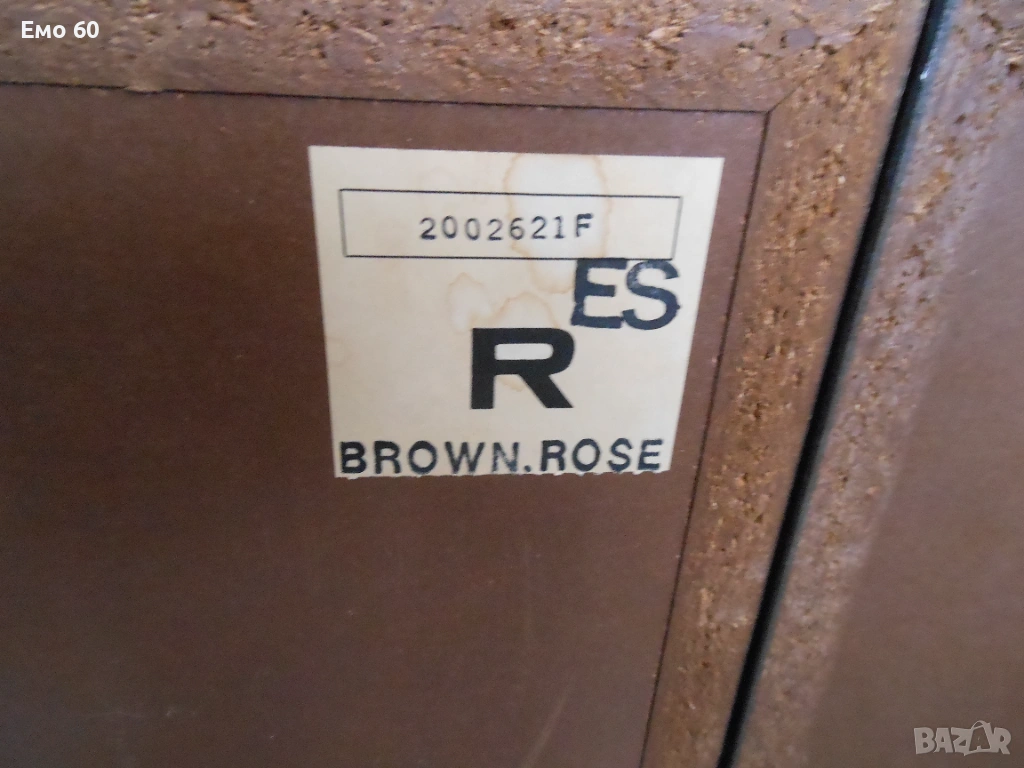 Емо 60
2002621F
ES
R
BROWN.ROSE
BAZAR